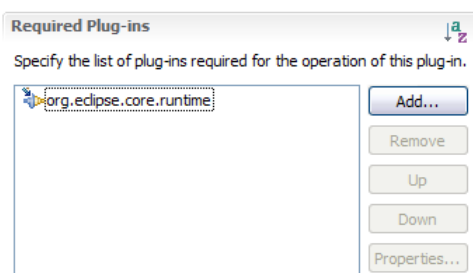 Required Plug-ins
Specify the list of plug-ins required for the operation of this plug-in.
org.eclipse.core.runtime
Add...
Remove
Up
Down
Properties...